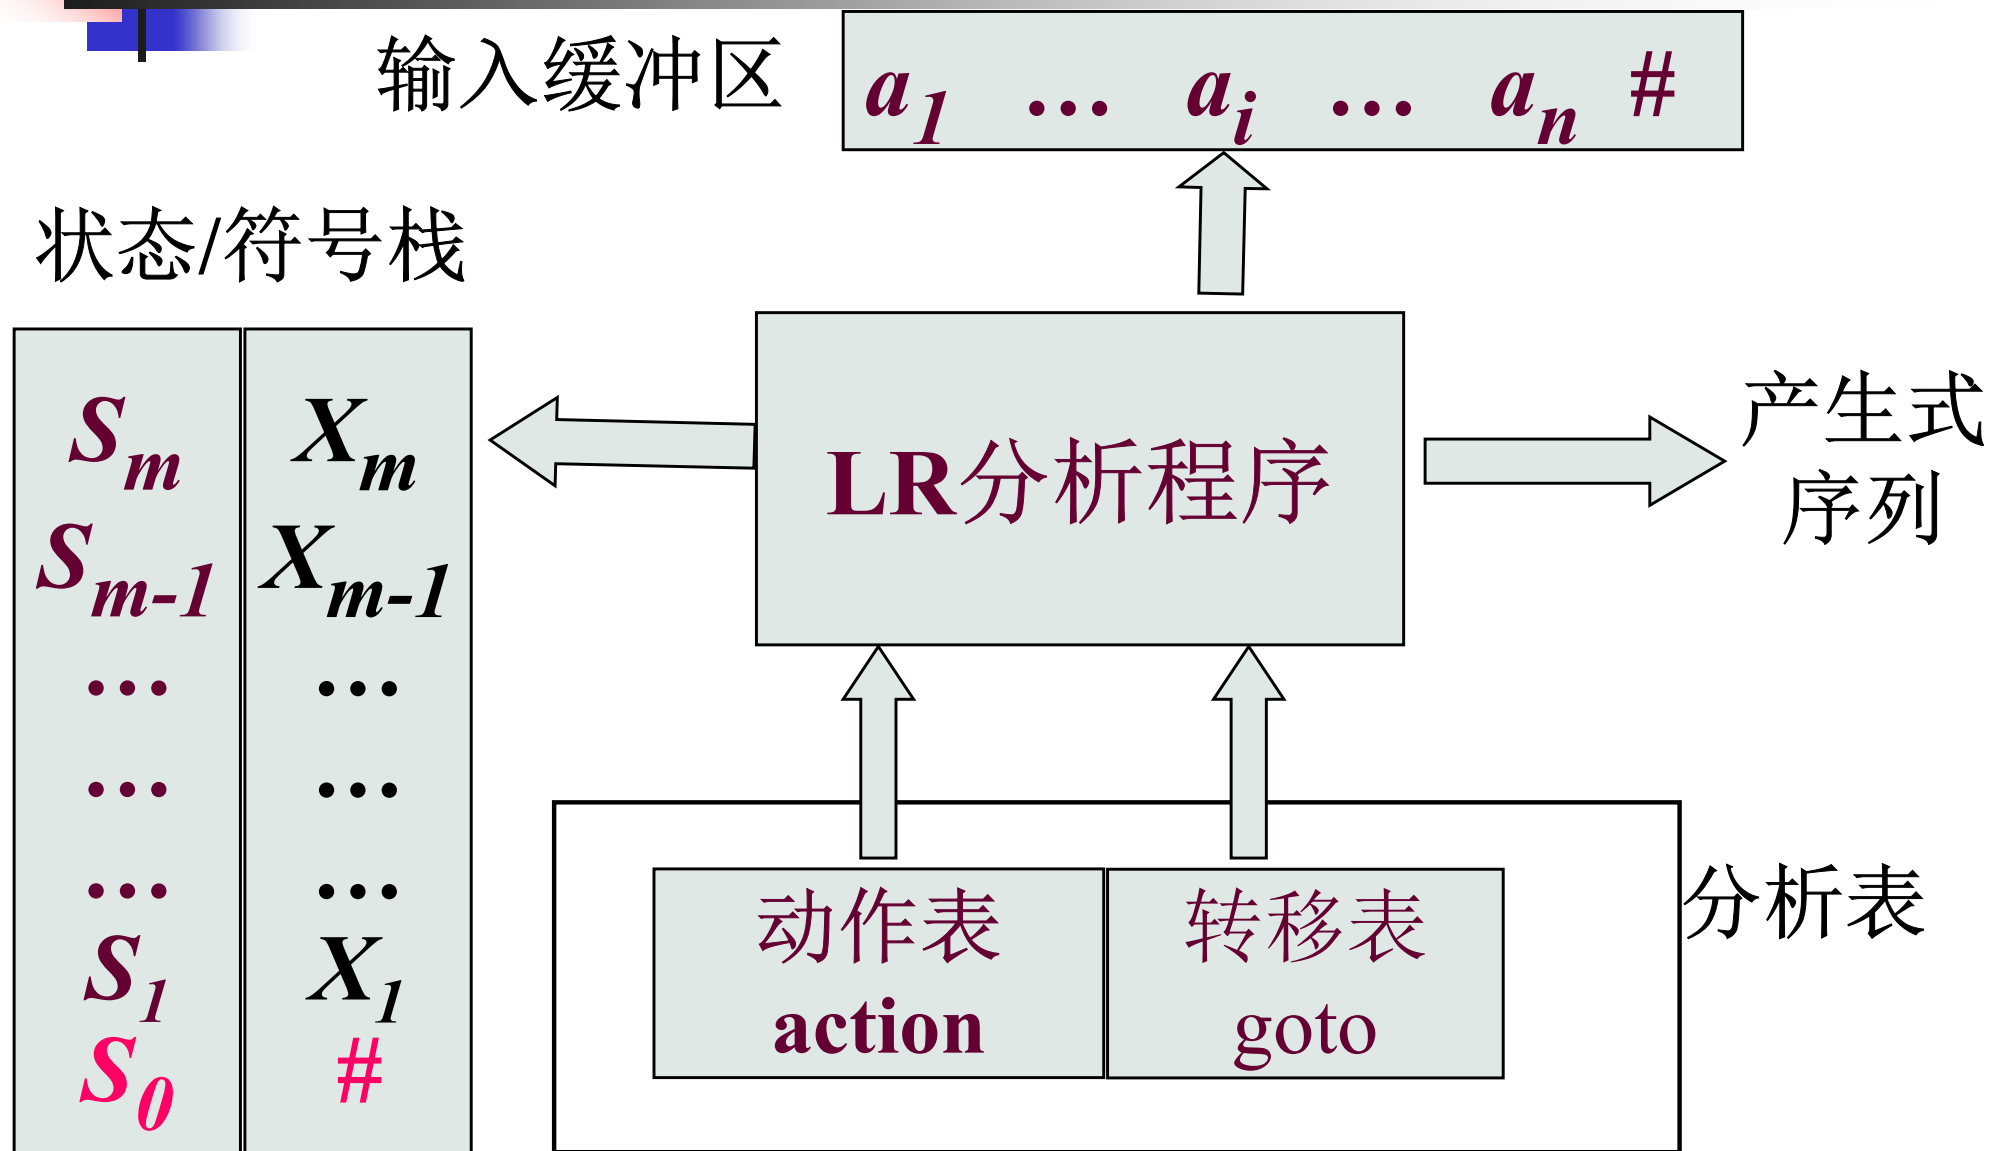 输入缓冲区
a1 … ai … an #
状态/符号栈
Sm Xm
Sm-1 Xm-1
… …
… …
… …
S1 X1
S0 #
LR分析程序
产生式
序列
动作表
action
转移表
goto
分析表